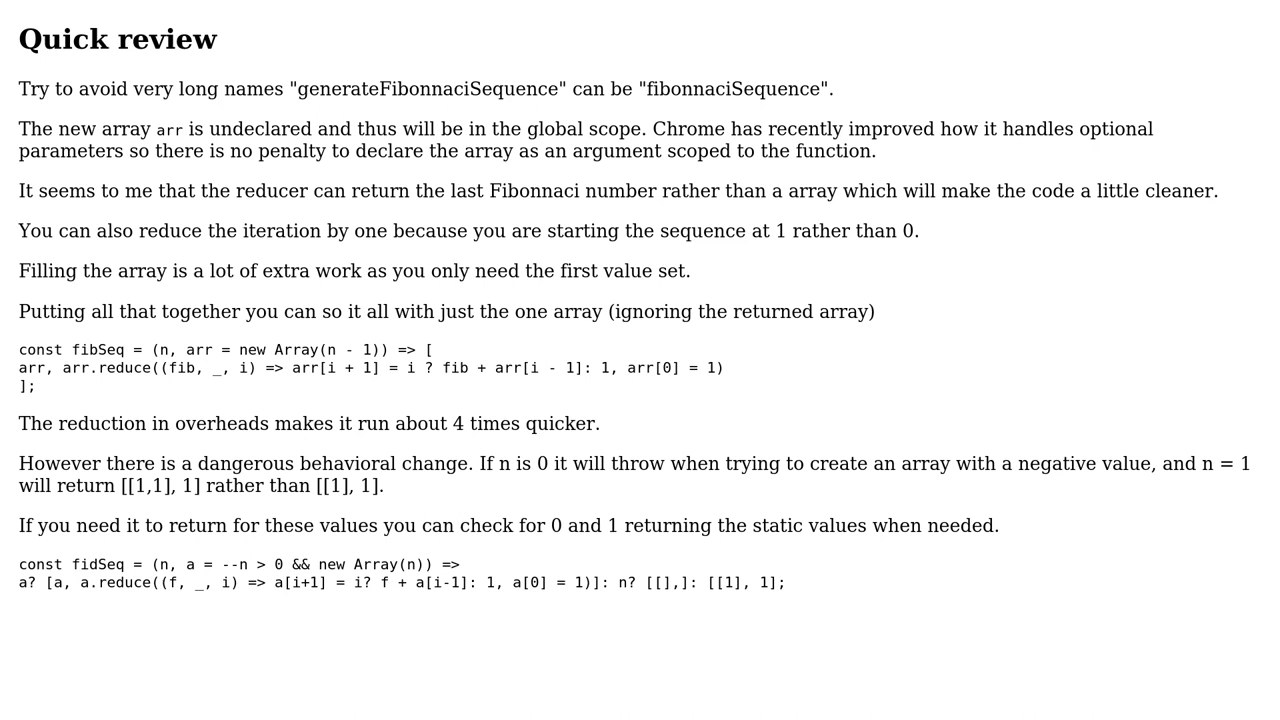 Quick review
Try to avoid very long names "generateFibonnaciSequence" can be "fibonnaciSequence".
The new array arr is undeclared and thus will be in the global scope. Chrome has recently improved how it handles optional
parameters so there is no penalty to declare the array as an argument scoped to the function.
It seems to me that the reducer can return the last Fibonnaci number rather than a array which will make the code a little cleaner.
You can also reduce the iteration by one because you are starting the sequence at 1 rather than 0.
Filling the array is a lot of extra work as you only need the first value set.
Putting all that together you can so it all with just the one array (ignoring the returned array)
const fibSeq = (n, arr = new Array(n - 1)) => [
arr, arr.reduce((fib, _, i) => arr[i + 1] = i ? fib + arr[i - 1]: 1, arr[0] = 1)
];
The reduction in overheads makes it run about 4 times quicker.
However there is a dangerous behavioral change. If n is 0 it will throw when trying to create an array with a negative value, and n = 1
will return [[1,1], 1] rather than [[1], 1].
If you need it to return for these values you can check for 0 and 1 returning the static values when needed.
const fidSeq = (n, a = --n > 0 && new Array(n)) =>
a? [a, a.reduce((f, _, i) => a[i+1] = i? f + a[i-1]: 1, a[0] = 1)]: n? [[],]: [[1], 1];